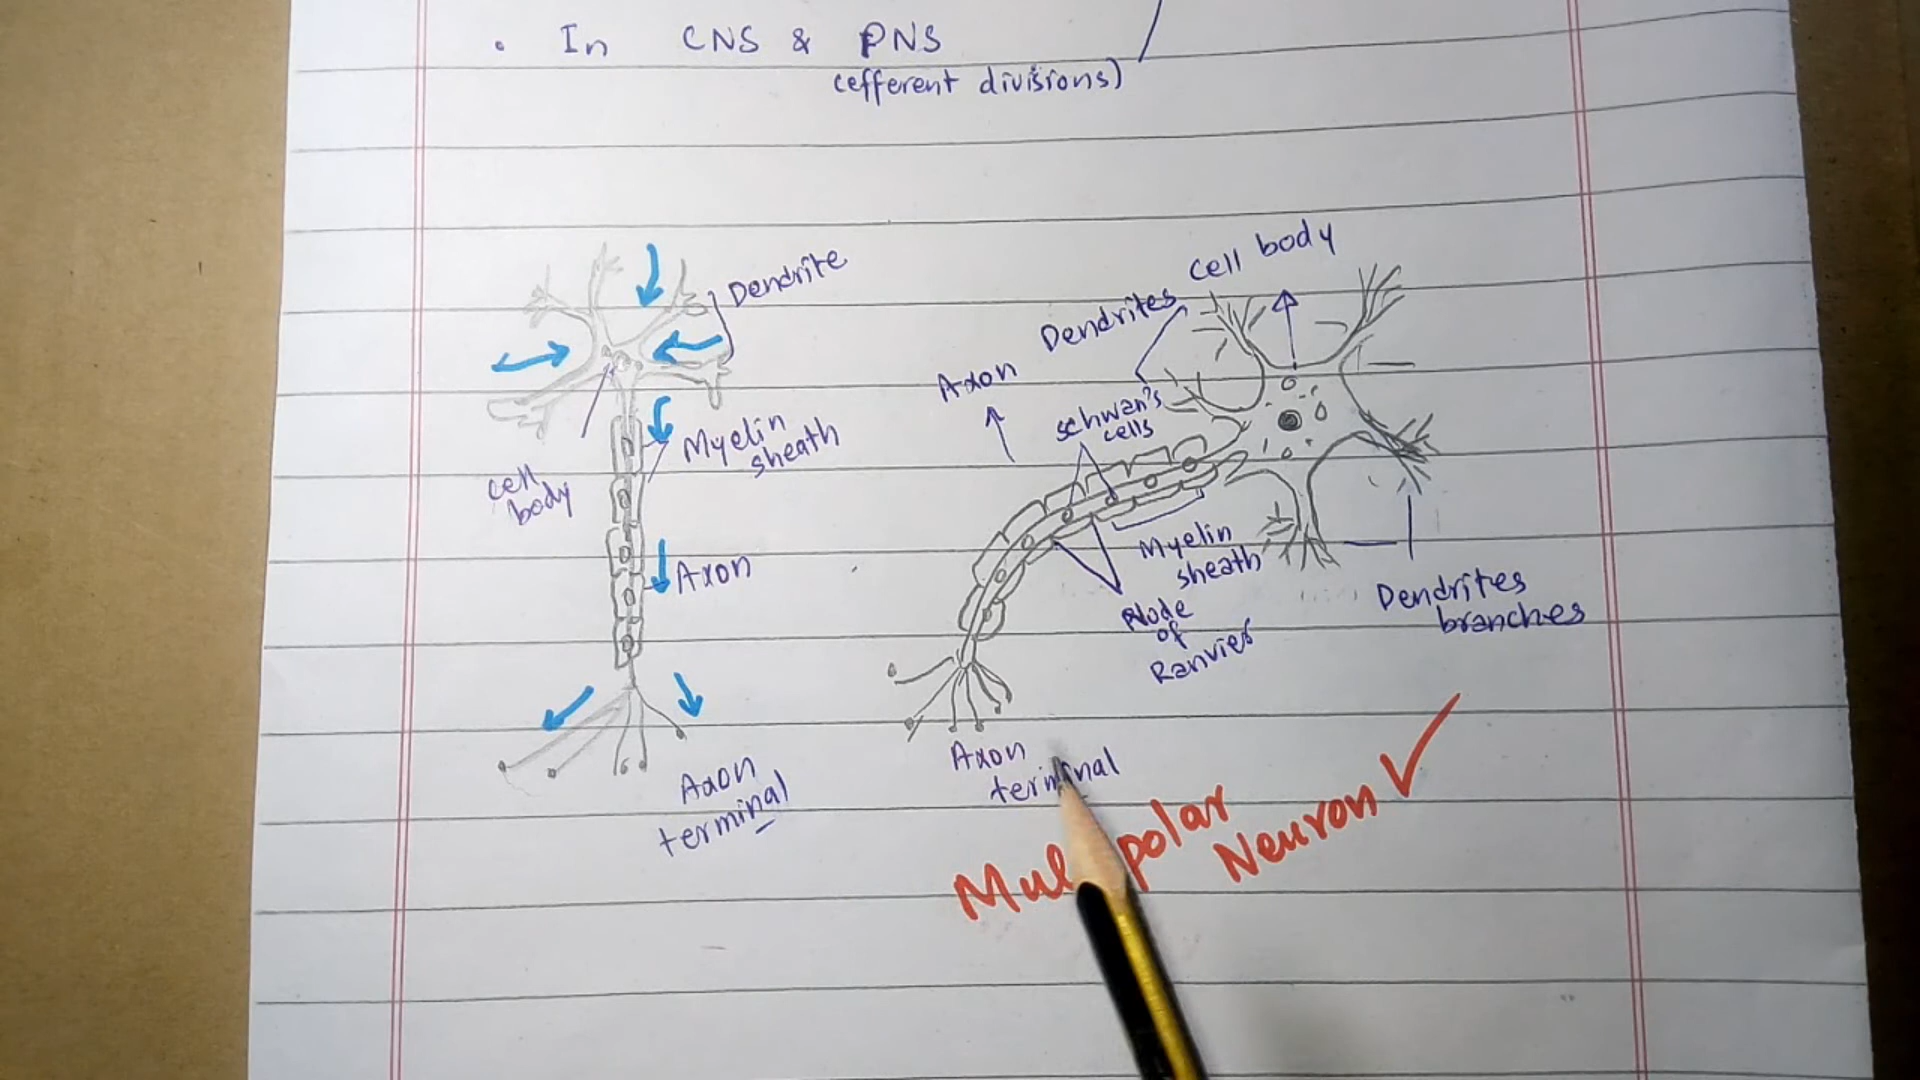 • In CNS & PNS
(efferent divisions)
Dendrite
Cell body
Myelin
sheath
Axon
Axon
terminal
Cell body
Dendrites
Axon
schwan's
cells
Myelin
sheath
Node
of
Ranvier
Dendrites
branches
Axon
terminal
Neuron ✓